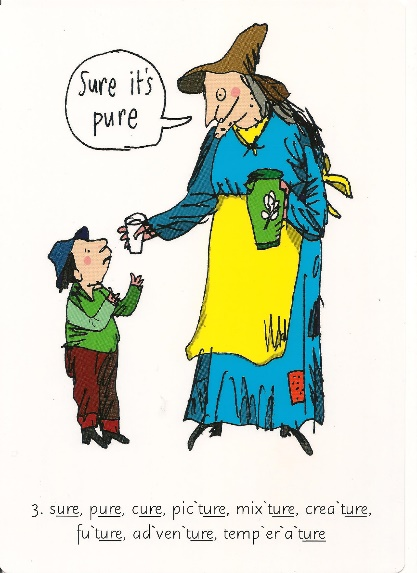 Sure it's
pure
3. sure, pure, cure, pic`ture, mix`ture, crea`ture,
fu`ture, ad`ven`ture, temp`er`a`ture